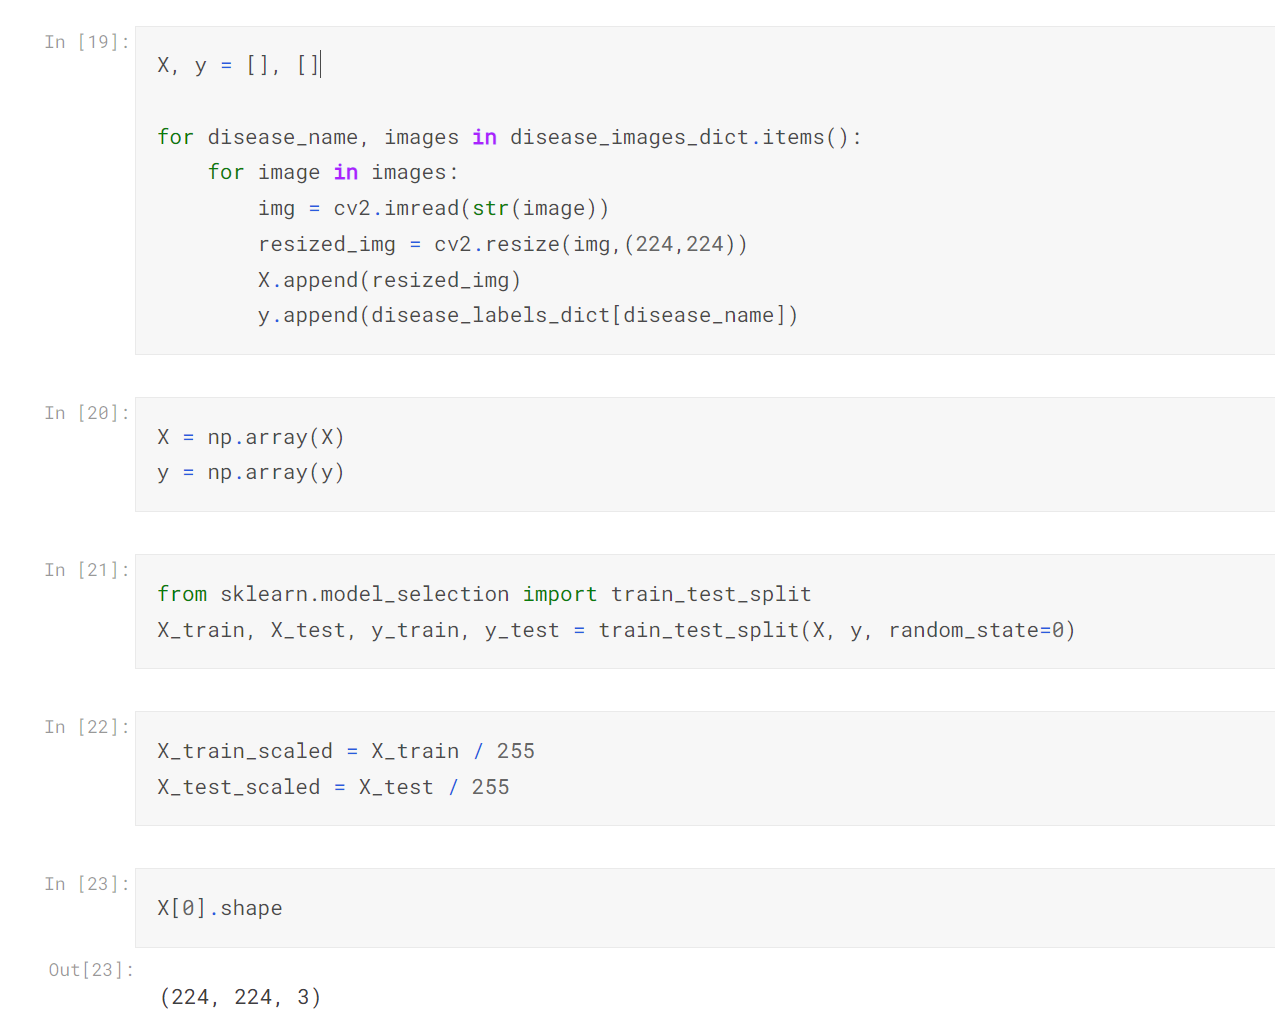 In [19]:
X, y = [], []
for disease_name, images in disease_images_dict.items():
    for image in images:
        img = cv2.imread(str(image))
        resized_img = cv2.resize(img,(224,224))
        X.append(resized_img)
        y.append(disease_labels_dict[disease_name])
In [20]:
X = np.array(X)
y = np.array(y)
In [21]:
from sklearn.model_selection import train_test_split
X_train, X_test, y_train, y_test = train_test_split(X, y, random_state=0)
In [22]:
X_train_scaled = X_train / 255
X_test_scaled = X_test / 255
In [23]:
X[0].shape
Out[23]:
(224, 224, 3)